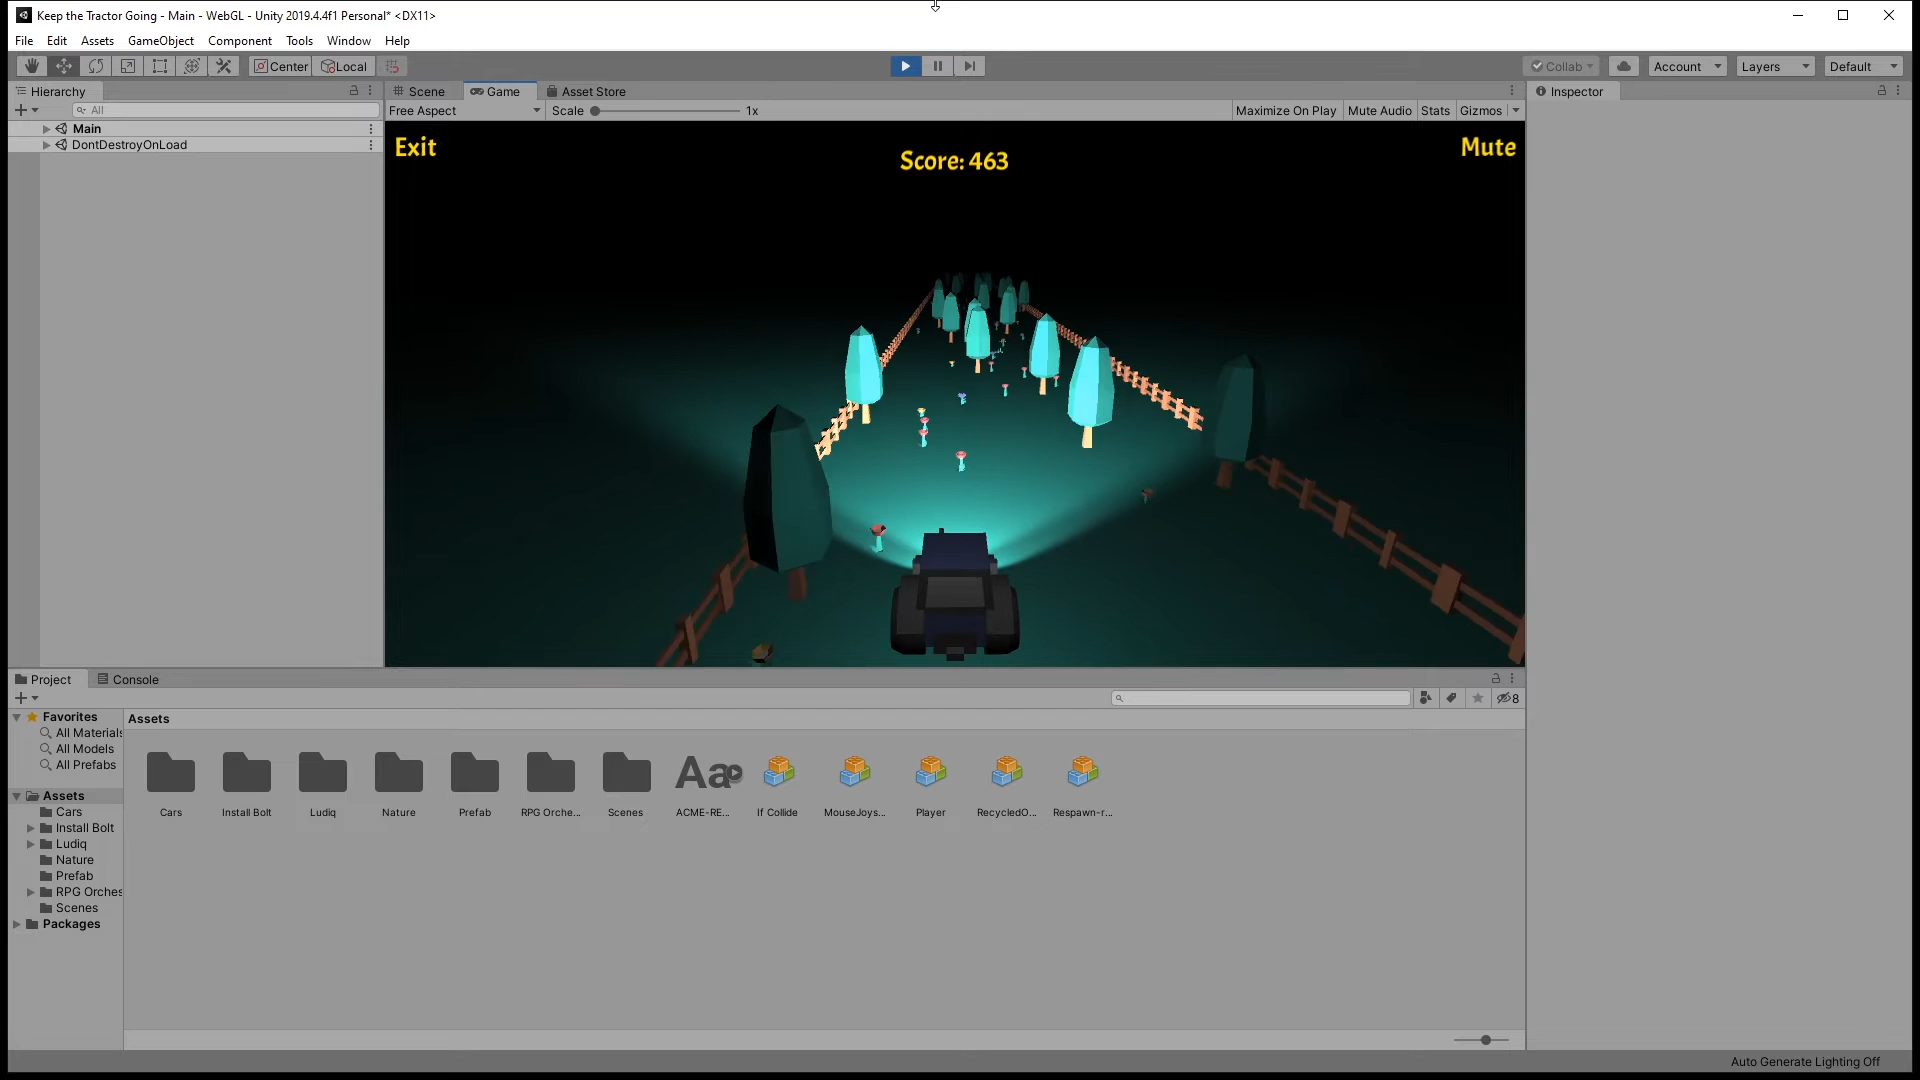 Keep the Tractor Going - Main - WebGL - Unity 2019.4.4f1 Personal* <DX11>
File Edit Assets GameObject Component Tools Window Help
Center Local Collab Account Layers Default
Hierarchy Scene Game Asset Store Inspector
All Free Aspect Scale 1x Maximize On Play Mute Audio Stats Gizmos
Main
DontDestroyOnLoad
Exit Score: 463 Mute
Project Console
8
Favorites Assets
All Materials
All Models
All Prefabs
Assets
Cars
Install Bolt
Ludiq
Nature
Prefab
RPG Orches
Scenes
Packages
Aa
Cars Install Bolt Ludiq Nature Prefab RPG Orche... Scenes ACME-RE... If Collide MouseJoys... Player RecycledO... Respawn-r...
Auto Generate Lighting Off